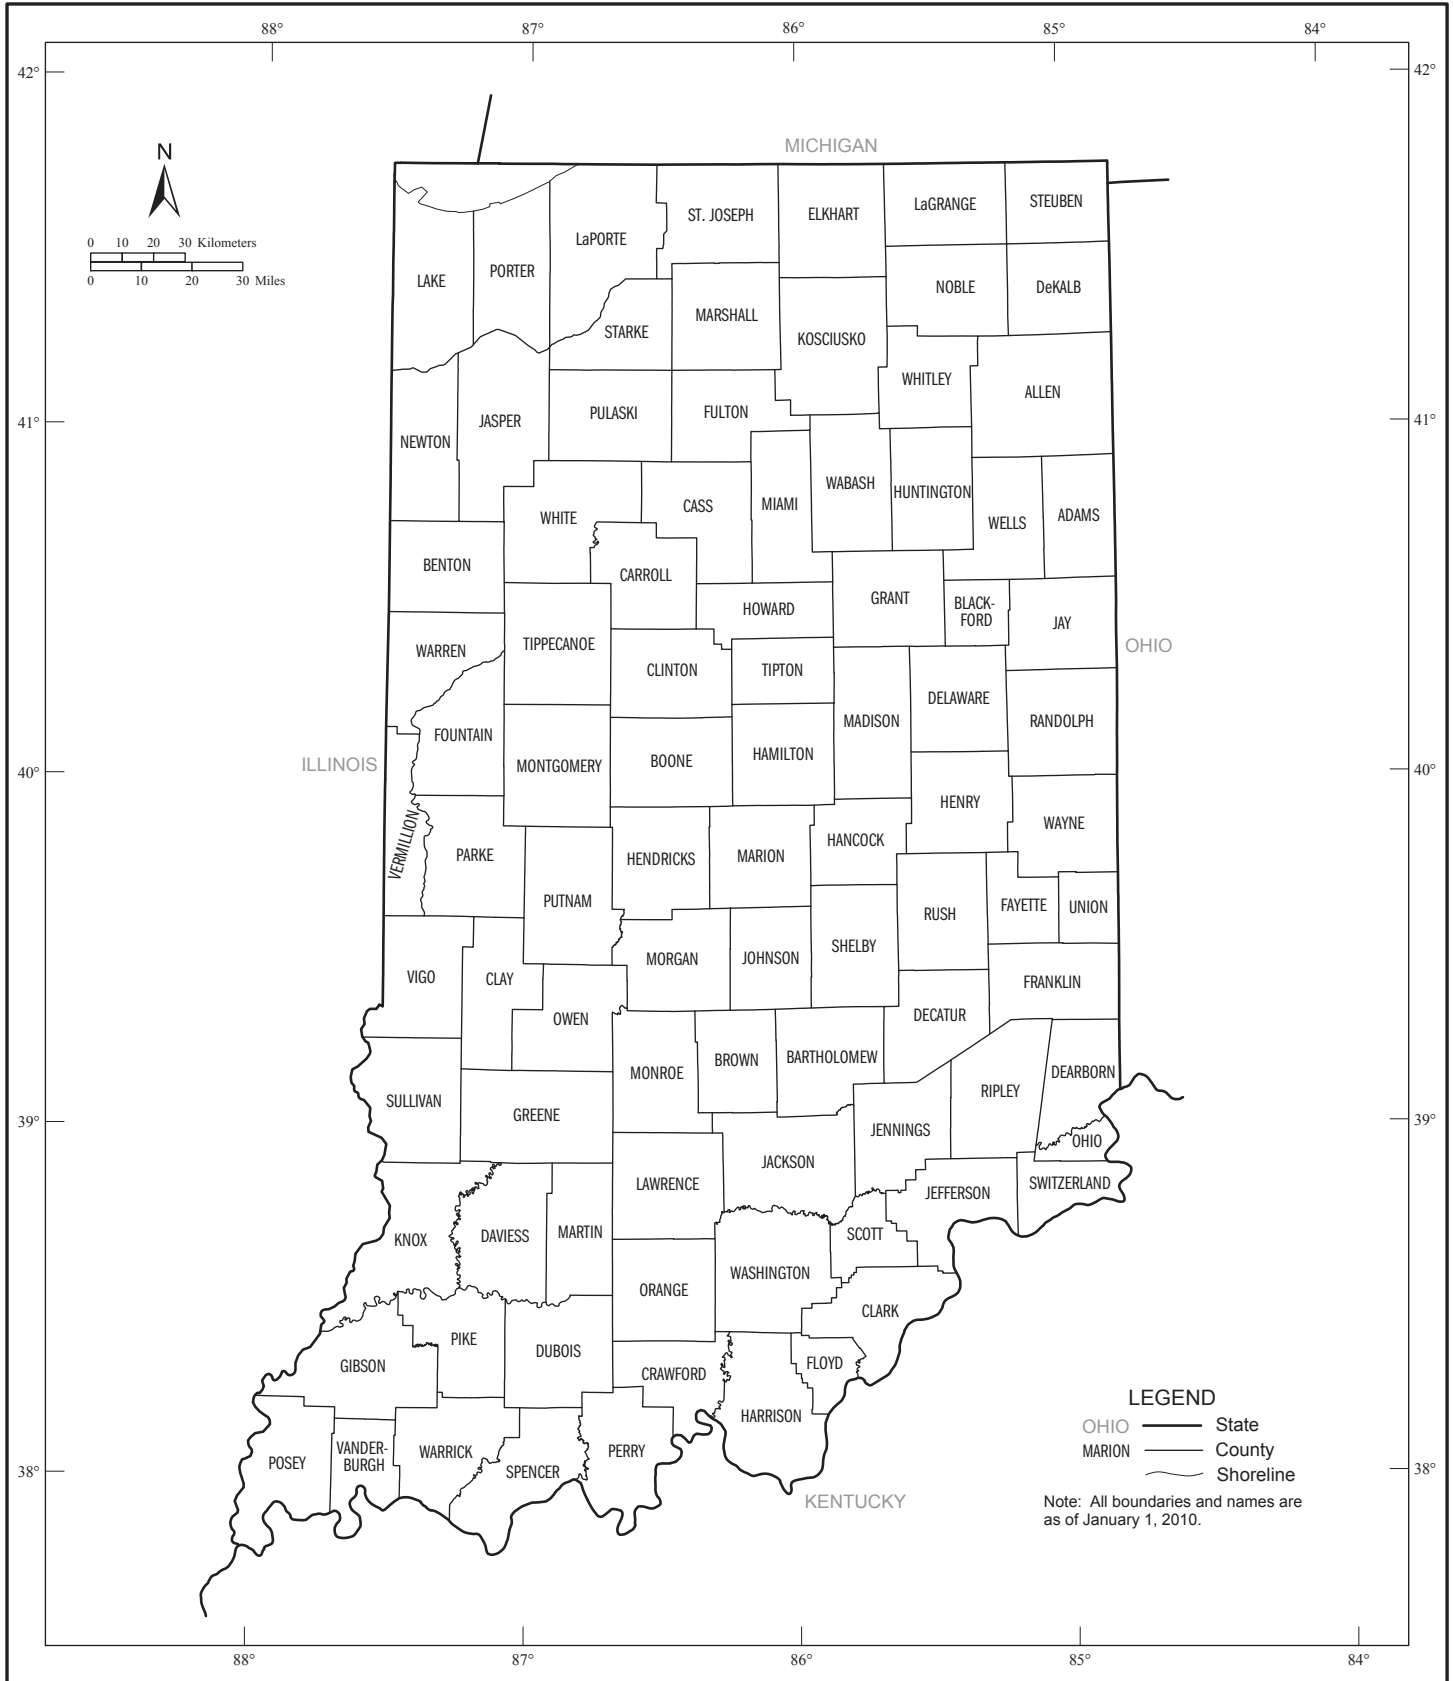 88°
87°
86°
85°
84°
42°
42°
MICHIGAN
N
0 10 20 30 Kilometers
0 10 20 30 Miles
LAKE
PORTER
LaPORTE
ST. JOSEPH
ELKHART
LaGRANGE
STEUBEN
NOBLE
DeKALB
STARKE
MARSHALL
KOSCIUSKO
WHITLEY
ALLEN
41°
41°
NEWTON
JASPER
PULASKI
FULTON
WHITE
CASS
MIAMI
WABASH
HUNTINGTON
WELLS
ADAMS
BENTON
CARROLL
HOWARD
GRANT
BLACK-
FORD
JAY
WARREN
TIPPECANOE
CLINTON
TIPTON
OHIO
MADISON
DELAWARE
RANDOLPH
FOUNTAIN
MONTGOMERY
BOONE
HAMILTON
ILLINOIS
40°
40°
HENRY
WAYNE
VERMILLION
PARKE
HENDRICKS
MARION
HANCOCK
PUTNAM
RUSH
FAYETTE
UNION
VIGO
CLAY
MORGAN
JOHNSON
SHELBY
FRANKLIN
OWEN
DECATUR
MONROE
BROWN
BARTHOLOMEW
DEARBORN
SULLIVAN
GREENE
RIPLEY
39°
39°
JENNINGS
OHIO
LAWRENCE
JACKSON
JEFFERSON
SWITZERLAND
KNOX
DAVIESS
MARTIN
SCOTT
ORANGE
WASHINGTON
CLARK
PIKE
DUBOIS
GIBSON
CRAWFORD
FLOYD
HARRISON
POSEY
VANDER-
BURGH
WARRICK
SPENCER
PERRY
38°
38°
KENTUCKY
LEGEND
OHIO State
MARION County
Shoreline
Note: All boundaries and names are
as of January 1, 2010.
88°
87°
86°
85°
84°